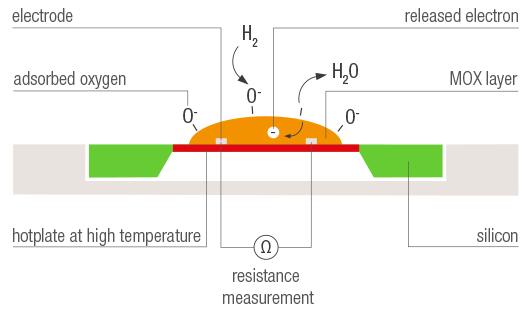 electrode
released electron
H₂
adsorbed oxygen
H₂O
MOX layer
O⁻
O⁻
O⁻
-
hotplate at high temperature
Ω
silicon
resistance
measurement